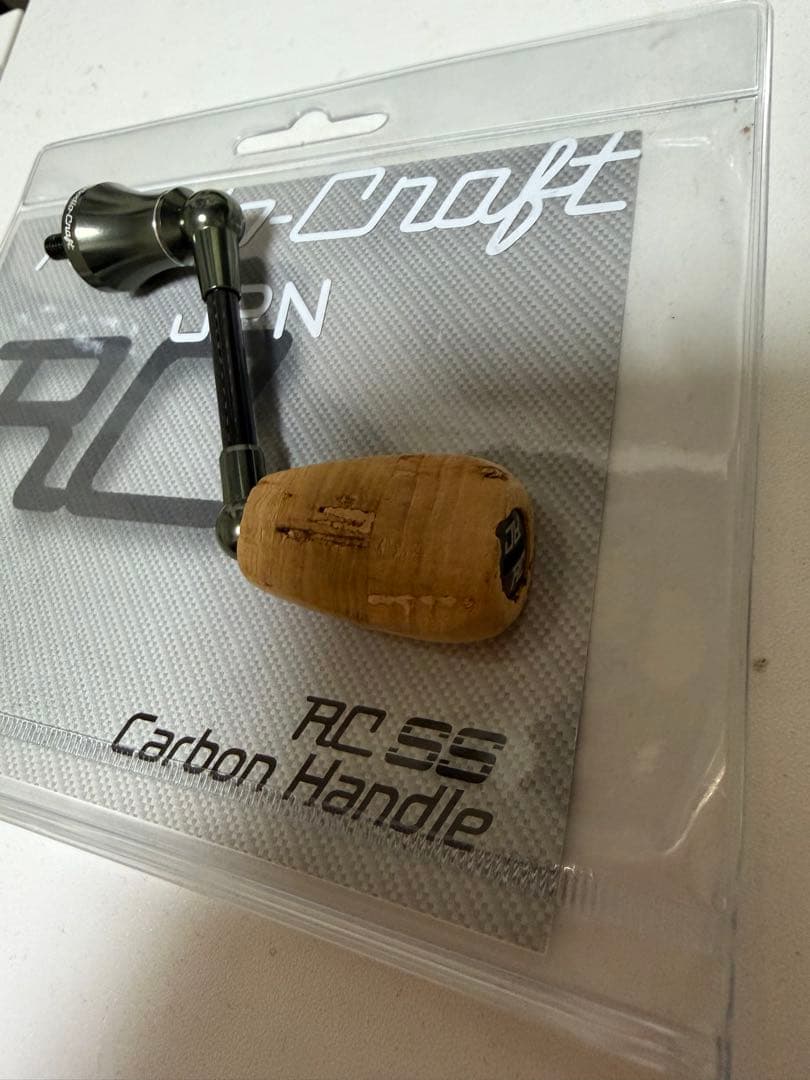 Craft
JPN
RC
RC SS
Carbon Handle